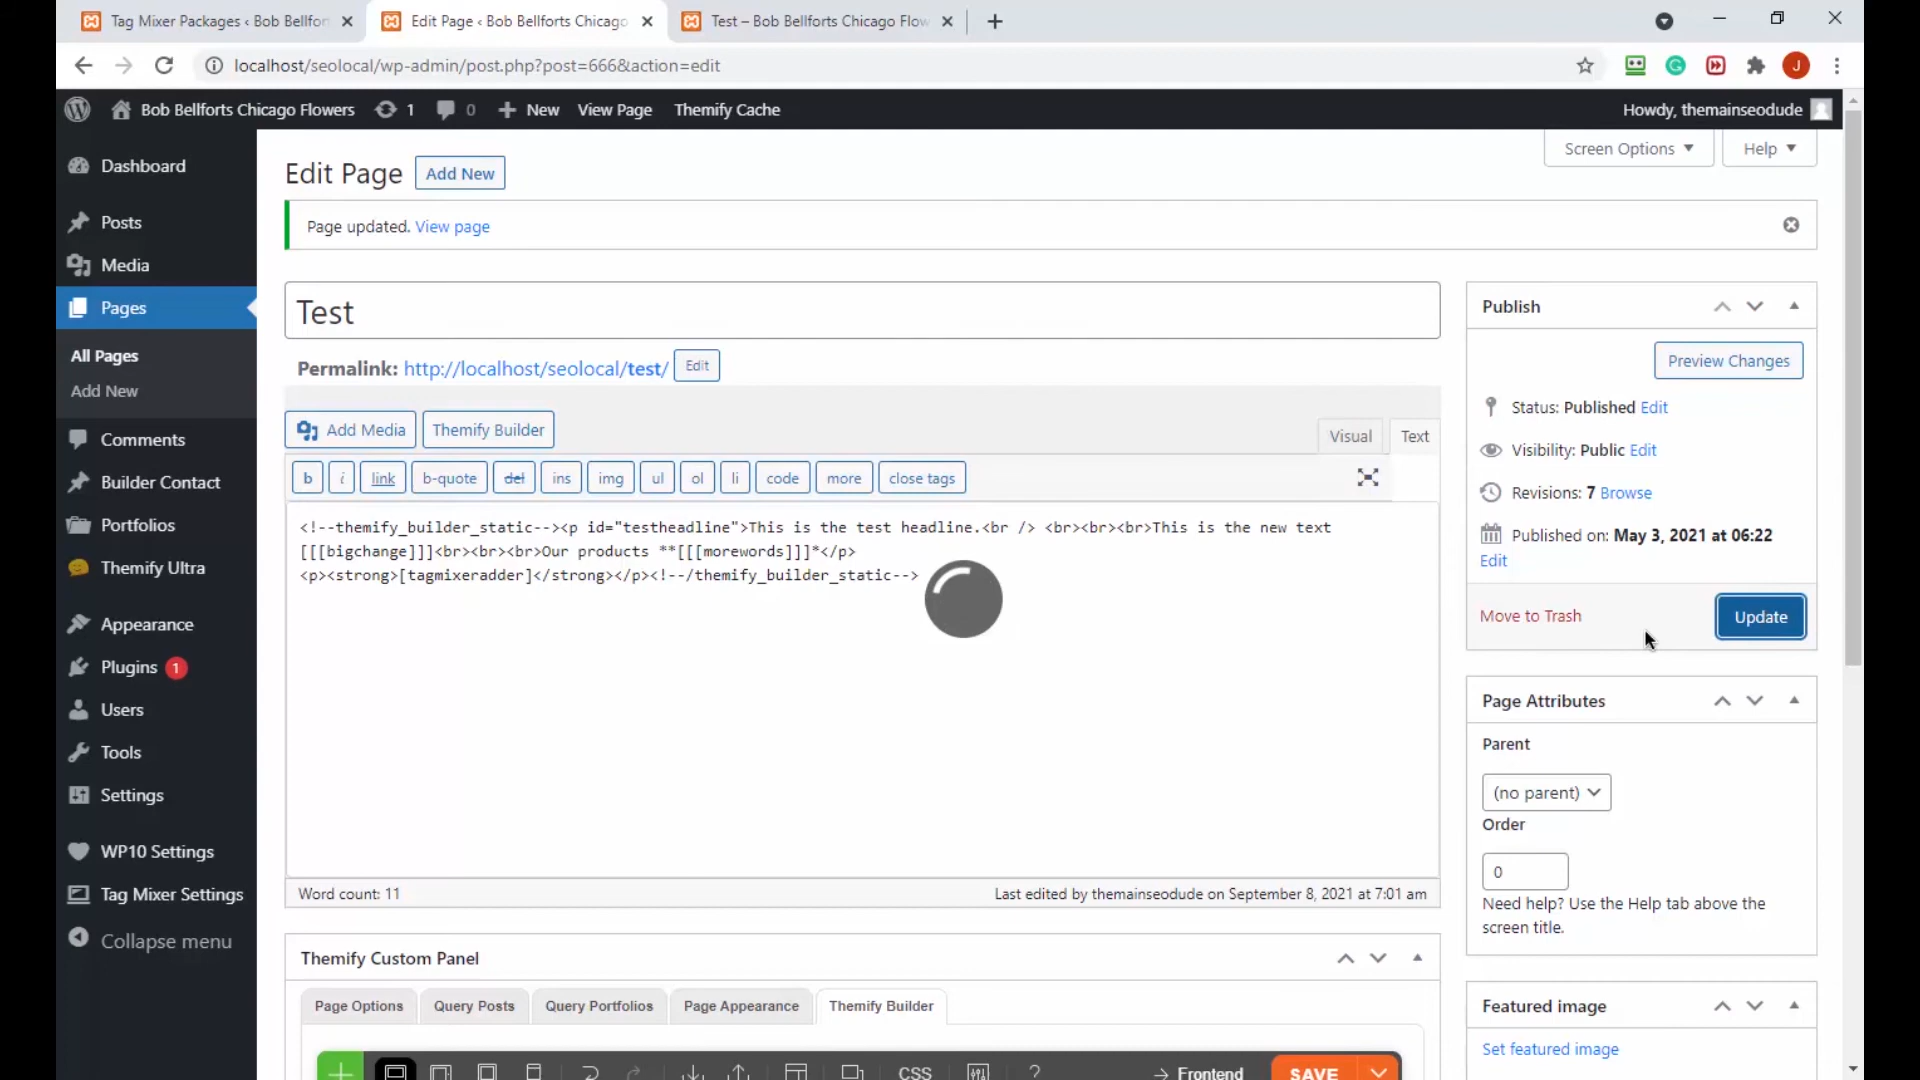 Tag Mixer Packages ‹ Bob Bellfor
Edit Page ‹ Bob Bellforts Chicago
Test – Bob Bellforts Chicago Flow
localhost/seolocal/wp-admin/post.php?post=666&action=edit
J
Bob Bellforts Chicago Flowers
1
0
New
View Page
Themify Cache
Howdy, themainseodude
Dashboard
Posts
Media
Pages
All Pages
Add New
Comments
Builder Contact
Portfolios
Themify Ultra
Appearance
Plugins 1
Users
Tools
Settings
WP10 Settings
Tag Mixer Settings
Collapse menu
Screen Options
Help
Edit Page
Add New
Page updated. View page
Test
Permalink: http://localhost/seolocal/test/ Edit
Add Media
Themify Builder
Visual
Text
b
i
link
b-quote
del
ins
img
ul
ol
li
code
more
close tags
<!--themify_builder_static--><p id="testheadline">This is the test headline.<br /> <br><br><br>This is the new text
[[[bigchange]]]<br><br><br>Our products **[[[morewords]]]*</p>
<p><strong>[tagmixeradder]</strong></p><!--/themify_builder_static-->
Word count: 11
Last edited by themainseodude on September 8, 2021 at 7:01 am
Themify Custom Panel
Page Options
Query Posts
Query Portfolios
Page Appearance
Themify Builder
CSS
?
Frontend
SAVE
Publish
Preview Changes
Status: Published Edit
Visibility: Public Edit
Revisions: 7 Browse
Published on: May 3, 2021 at 06:22
Edit
Move to Trash
Update
Page Attributes
Parent
(no parent)
Order
0
Need help? Use the Help tab above the
screen title.
Featured image
Set featured image